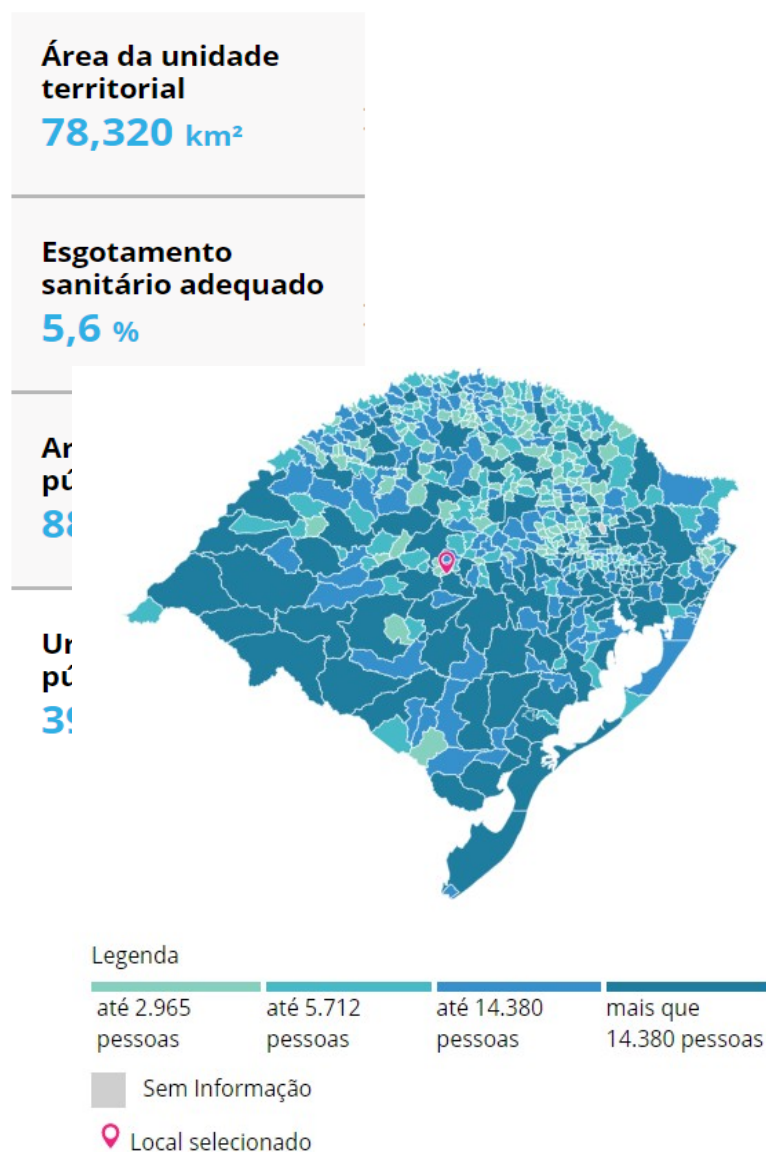 Área da unidade
territorial
78,320 km²
Esgotamento
sanitário adequado
5,6 %
Legenda
até 2.965
pessoas
até 5.712
pessoas
até 14.380
pessoas
mais que
14.380 pessoas
Sem Informação
Local selecionado